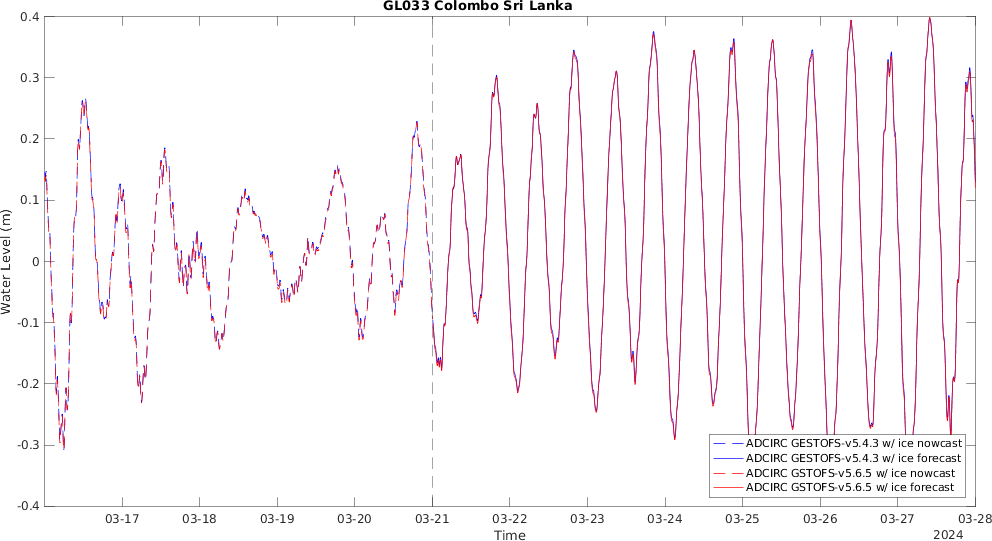 GL033 Colombo Sri Lanka
0.4
0.3
0.2
0.1
0
-0.1
-0.2
-0.3
-0.4
Water Level (m)
ADCIRC GESTOFS-v5.4.3 w/ ice nowcast
ADCIRC GESTOFS-v5.4.3 w/ ice forecast
ADCIRC GSTOFS-v5.6.5 w/ ice nowcast
ADCIRC GSTOFS-v5.6.5 w/ ice forecast
03-17 03-18 03-19 03-20 03-21 03-22 03-23 03-24 03-25 03-26 03-27 03-28
Time
2024